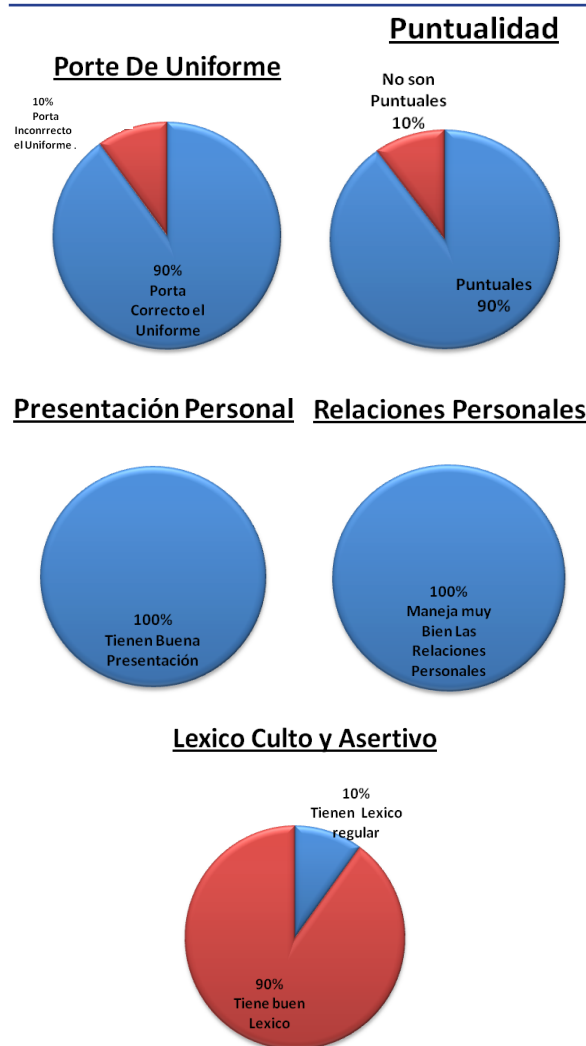 Porte De Uniforme
10%
Porta
Inconrrecto
el Uniforme .
90%
Porta
Correcto el
Uniforme
Puntualidad
No son
Puntuales
10%
Puntuales
90%
Presentación Personal
100%
Tienen Buena
Presentación
Relaciones Personales
100%
Maneja muy
Bien Las
Relaciones
Personales
Lexico Culto y Asertivo
10%
Tienen Lexico
regular
90%
Tiene buen
Lexico